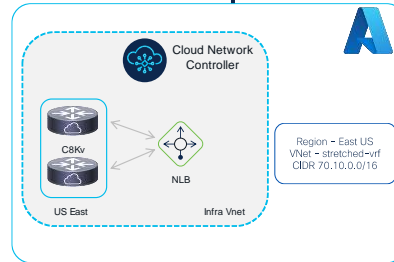 Cloud Network
Controller
C8Kv
NLB
US East
Infra Vnet
Region – East US
VNet – stretched-vrf
CIDR 70.10.0.0/16